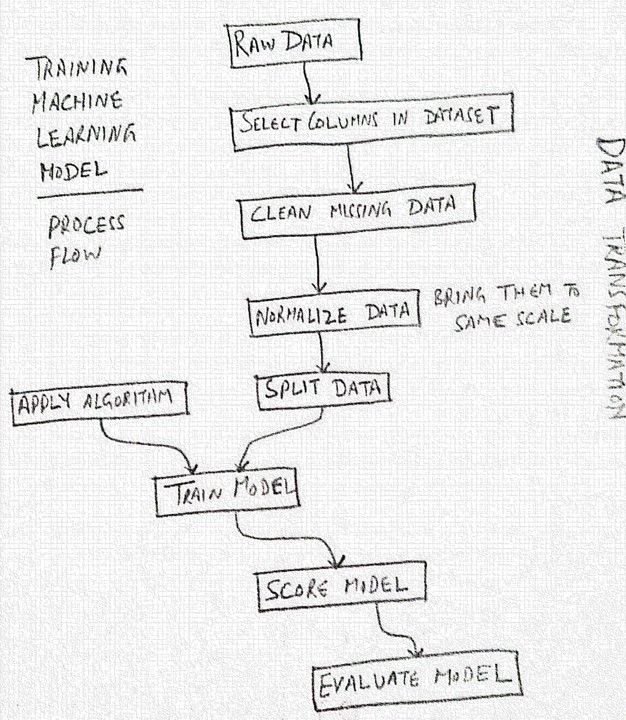 TRAINING
MACHINE
LEARNING
MODEL
PROCESS
FLOW
RAW DATA
SELECT COLUMNS IN DATASET
CLEAN MISSING DATA
NORMALIZE DATA
BRING THEM TO
SAME SCALE
SPLIT DATA
APPLY ALGORITHM
TRAIN MODEL
SCORE MODEL
EVALUATE MODEL
DATA TRANSFORMATION